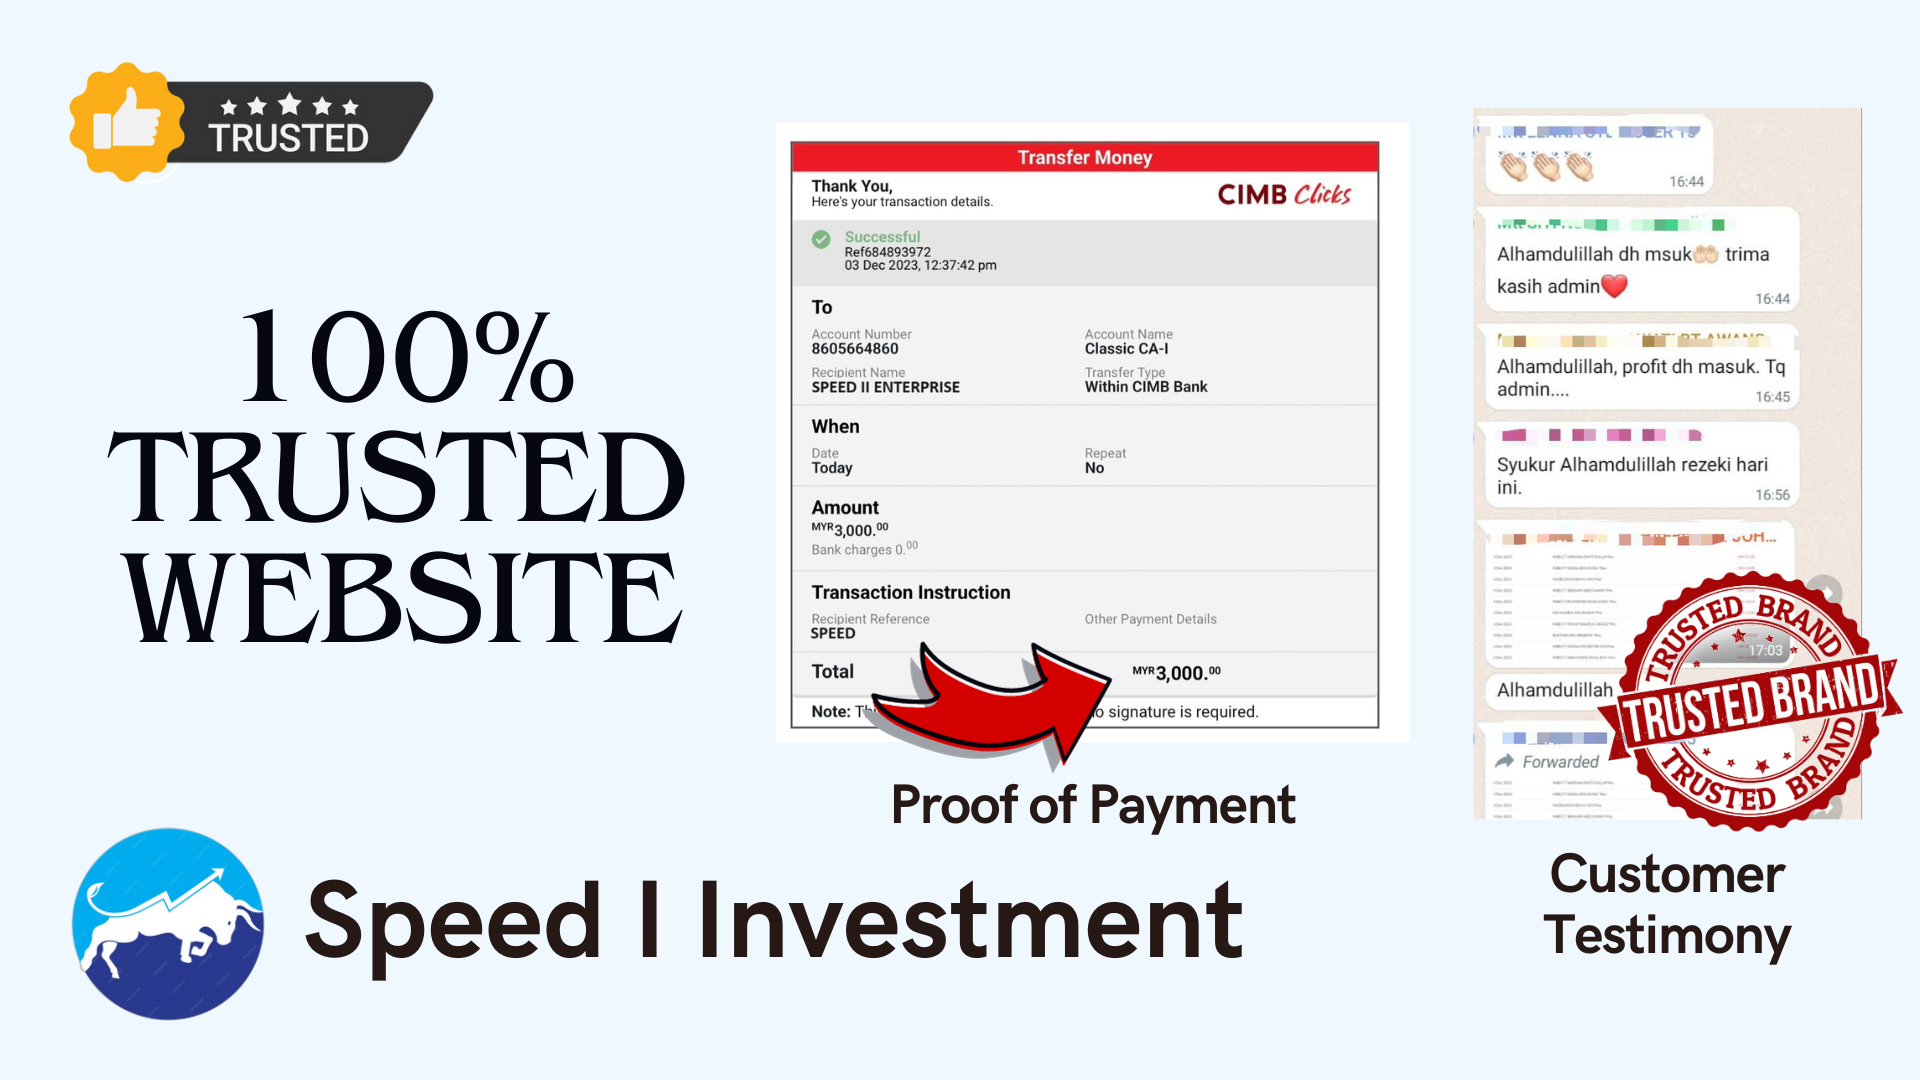 TRUSTED
100%
TRUSTED
WEBSITE
Transfer Money
Thank You,
Here's your transaction details.
CIMB Clicks
Successful
Ref684893972
03 Dec 2023, 12:37:42 pm
To
Account Number
8605664860
Account Name
Classic CA-I
Recipient Name
SPEED II ENTERPRISE
Transfer Type
Within CIMB Bank
When
Date
Today
Repeat
No
Amount
MYR3,000.00
Bank charges 0.00
Transaction Instruction
Recipient Reference
SPEED
Other Payment Details
Total
MYR3,000.00
Note: signature is required.
Proof of Payment
Speed I Investment
16:44
Alhamdulillah dh msuk🤲🏻 trima
kasih admin❤️
16:44
Alhamdulillah, profit dh masuk. Tq
admin....
16:45
Syukur Alhamdulillah rezeki hari
ini.
16:56
17:03
Alhamdulillah
Forwarded
TRUSTED BRAND
TRUSTED BRAND
TRUSTED BRAND
Customer
Testimony